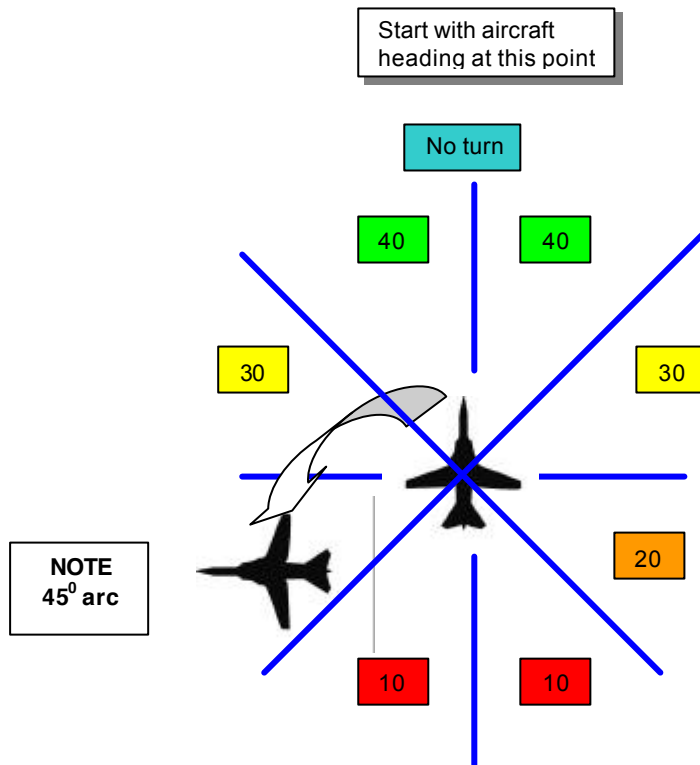 Start with aircraft
heading at this point
No turn
40
40
30
30
NOTE
45⁰ arc
20
10
10